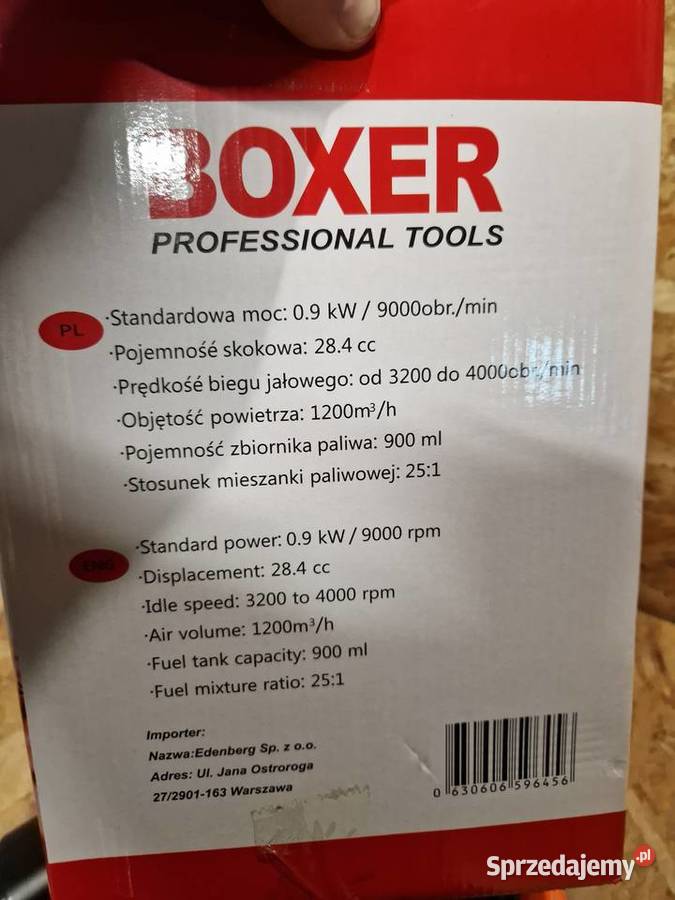 BOXER
PROFESSIONAL TOOLS
PL
·Standardowa moc: 0.9 kW / 9000obr./min
·Pojemność skokowa: 28.4 cc
·Prędkość biegu jałowego: od 3200 do 4000obr./min
·Objętość powietrza: 1200m³/h
·Pojemność zbiornika paliwa: 900 ml
·Stosunek mieszanki paliwowej: 25:1
ENG
·Standard power: 0.9 kW / 9000 rpm
·Displacement: 28.4 cc
·Idle speed: 3200 to 4000 rpm
·Air volume: 1200m³/h
·Fuel tank capacity: 900 ml
·Fuel mixture ratio: 25:1
Importer:
Nazwa:Edenberg Sp. z o.o.
Adres: Ul. Jana Ostroroga
27/2901-163 Warszawa
0 630606 596456
Sprzedajemy.pl